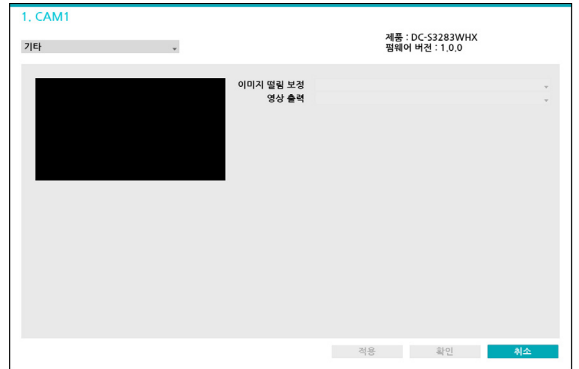 1. CAM1
기타
제품 : DC-S3283WHX
펌웨어 버전 : 1.0.0
이미지 떨림 보정
영상 출력
적용
확인
취소